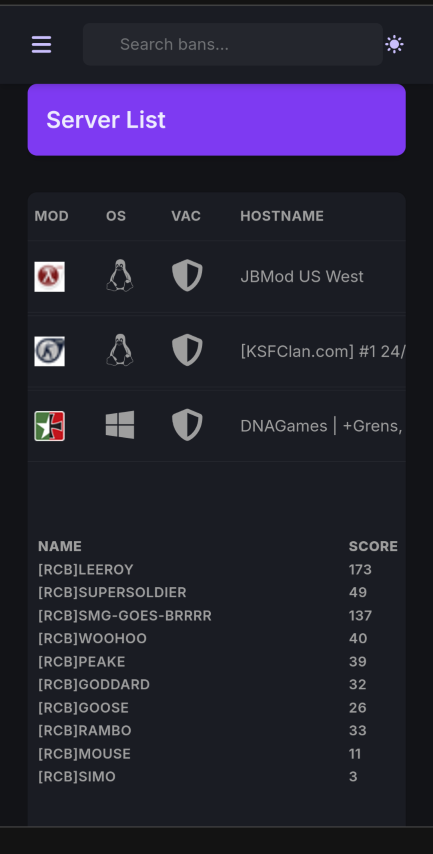 Search bans...
Server List
MOD OS VAC HOSTNAME
JBMod US West
[KSFClan.com] #1 24/
DNAGames | +Grens,
NAME SCORE
[RCB]LEEROY 173
[RCB]SUPERSOLDIER 49
[RCB]SMG-GOES-BRRRR 137
[RCB]WOOHOO 40
[RCB]PEAKE 39
[RCB]GODDARD 32
[RCB]GOOSE 26
[RCB]RAMBO 33
[RCB]MOUSE 11
[RCB]SIMO 3